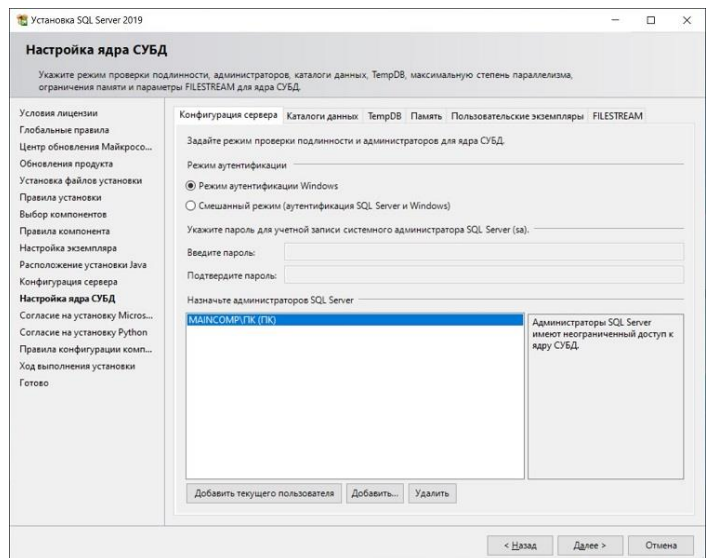 Установка SQL Server 2019
Настройка ядра СУБД
Укажите режим проверки подлинности, администраторов, каталоги данных, TempDB, максимальную степень параллелизма,
ограничения памяти и параметры FILESTREAM для ядра СУБД.
Условия лицензии
Глобальные правила
Центр обновления Майкросо...
Обновления продукта
Установка файлов установки
Правила установки
Выбор компонентов
Правила компонента
Настройка экземпляра
Расположение установки Java
Конфигурация сервера
Настройка ядра СУБД
Согласие на установку Micros...
Согласие на установку Python
Правила конфигурации комп...
Ход выполнения установки
Готово
Конфигурация сервера Каталоги данных TempDB Память Пользовательские экземпляры FILESTREAM
Задайте режим проверки подлинности и администраторов для ядра СУБД.
Режим аутентификации
Режим аутентификации Windows
Смешанный режим (аутентификация SQL Server и Windows)
Укажите пароль для учетной записи системного администратора SQL Server (sa).
Введите пароль:
Подтвердите пароль:
Назначьте администраторов SQL Server
MAINCOMP\ПК (ПК)
Администраторы SQL Server
имеют неограниченный доступ к
ядру СУБД.
Добавить текущего пользователя Добавить... Удалить
< Назад Далее > Отмена